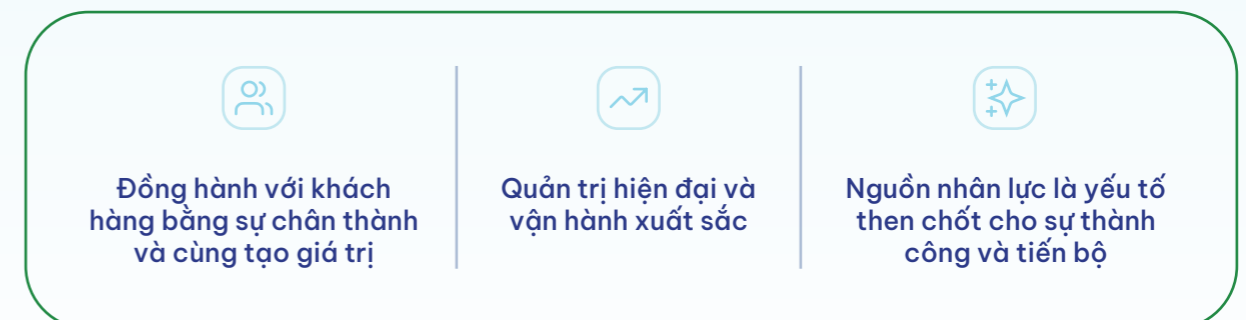 Đồng hành với khách
hàng bằng sự chân thành
và cùng tạo giá trị
Quản trị hiện đại và
vận hành xuất sắc
Nguồn nhân lực là yếu tố
then chốt cho sự thành
công và tiến bộ